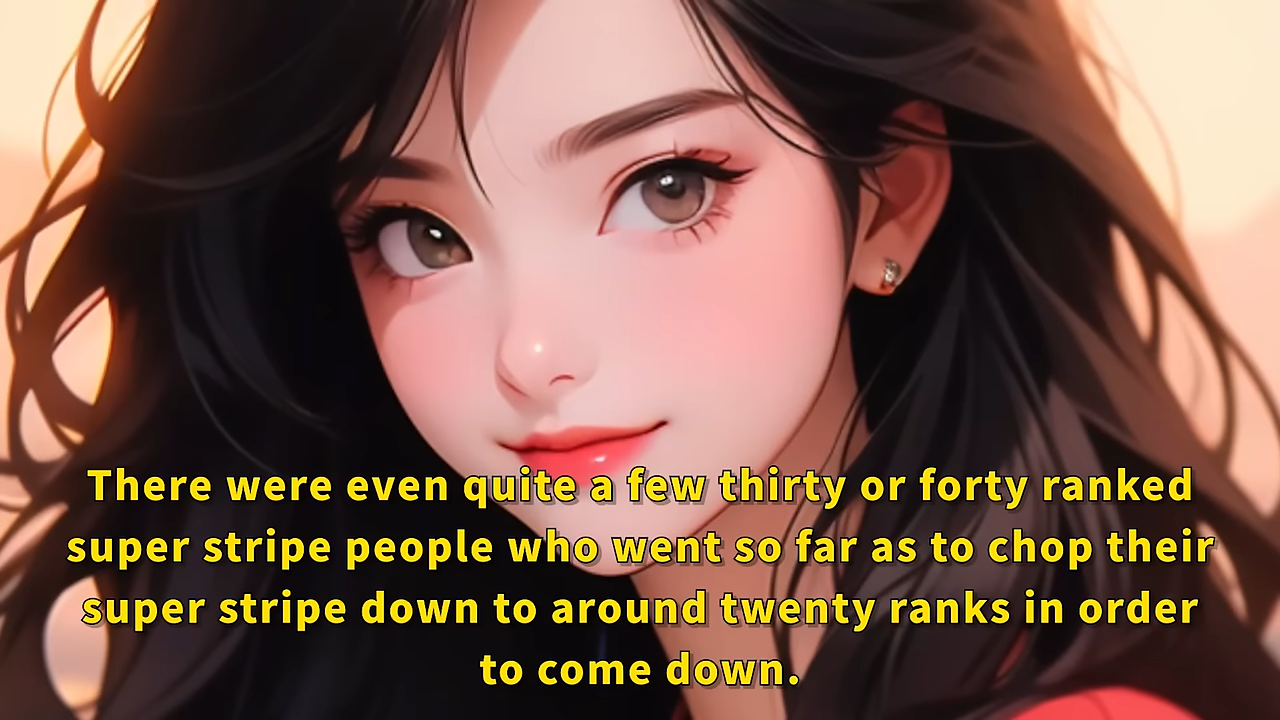 There were even quite a few thirty or forty ranked
super stripe people who went so far as to chop their
super stripe down to around twenty ranks in order
to come down.